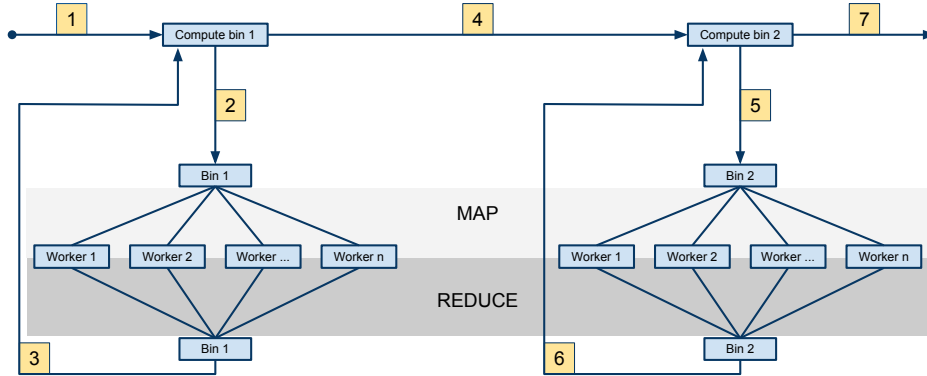 1
4
7
Compute bin 1
Compute bin 2
2
5
Bin 1
Bin 2
MAP
Worker 1
Worker 2
Worker ...
Worker n
Worker 1
Worker 2
Worker ...
Worker n
REDUCE
Bin 1
Bin 2
3
6